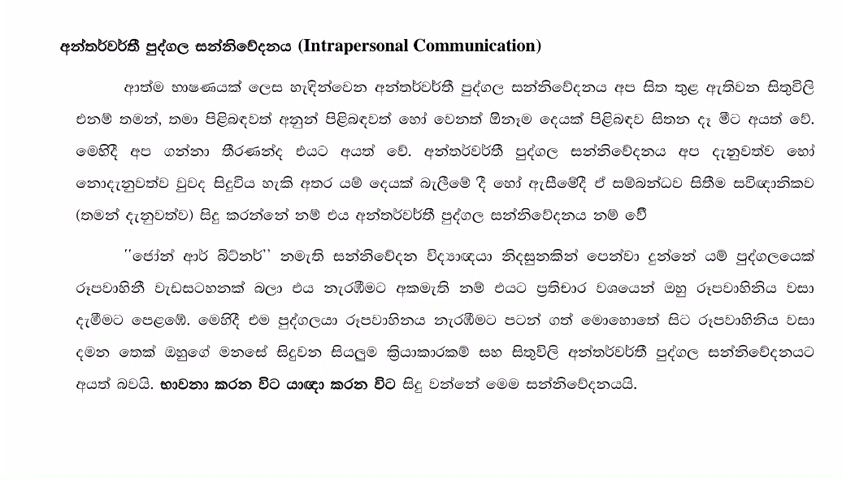 අන්තර්වර්තී පුද්ගල සන්නිවේදනය (Intrapersonal Communication)
ආත්ම භාෂණයක් ලෙස හැඳින්වෙන අන්තර්වර්තී පුද්ගල සන්නිවේදනය අප සිත තුළ ඇතිවන සිතුවිලි
එනම් තමන්, තමා පිළිබඳවත් අනුන් පිළිබඳවත් හෝ වෙනත් ඕනෑම දෙයක් පිළිබඳව සිතන දෑ මීට අයත් වේ.
මෙහිදී අප ගන්නා තීරණන්ද එයට අයත් වේ. අන්තර්වර්තී පුද්ගල සන්නිවේදනය අප දැනුවත්ව හෝ
නොදැනුවත්ව වුවද සිදුවිය හැකි අතර යම් දෙයක් බැලීමේ දී හෝ ඇසීමේදී ඒ සම්බන්ධව සිතීම සවිඥානිකව
(තමන් දැනුවත්ව) සිදු කරන්නේ නම් එය අන්තර්වර්තී පුද්ගල සන්නිවේදනය නම් වේ
"ජෝන් ආර් බිට්නර්" නමැති සන්නිවේදන විද්‍යාඥයා නිදසුනකින් පෙන්වා දුන්නේ යම් පුද්ගලයෙක්
රූපවාහිනී වැඩසටහනක් බලා එය නැරඹීමට අකමැති නම් එයට ප්‍රතිචාර වශයෙන් ඔහු රූපවාහිනිය වසා
දැමීමට පෙළඹේ. මෙහිදී එම පුද්ගලයා රූපවාහිනය නැරඹීමට පටන් ගත් මොහොතේ සිට රූපවාහිනිය වසා
දමන තෙක් ඔහුගේ මනසේ සිදුවන සියලුම ක්‍රියාකාරකම් සහ සිතුවිලි අන්තර්වර්තී පුද්ගල සන්නිවේදනයට
අයත් බවයි. භාවනා කරන විට යාඥා කරන විට සිදු වන්නේ මෙම සන්නිවේදනයයි.